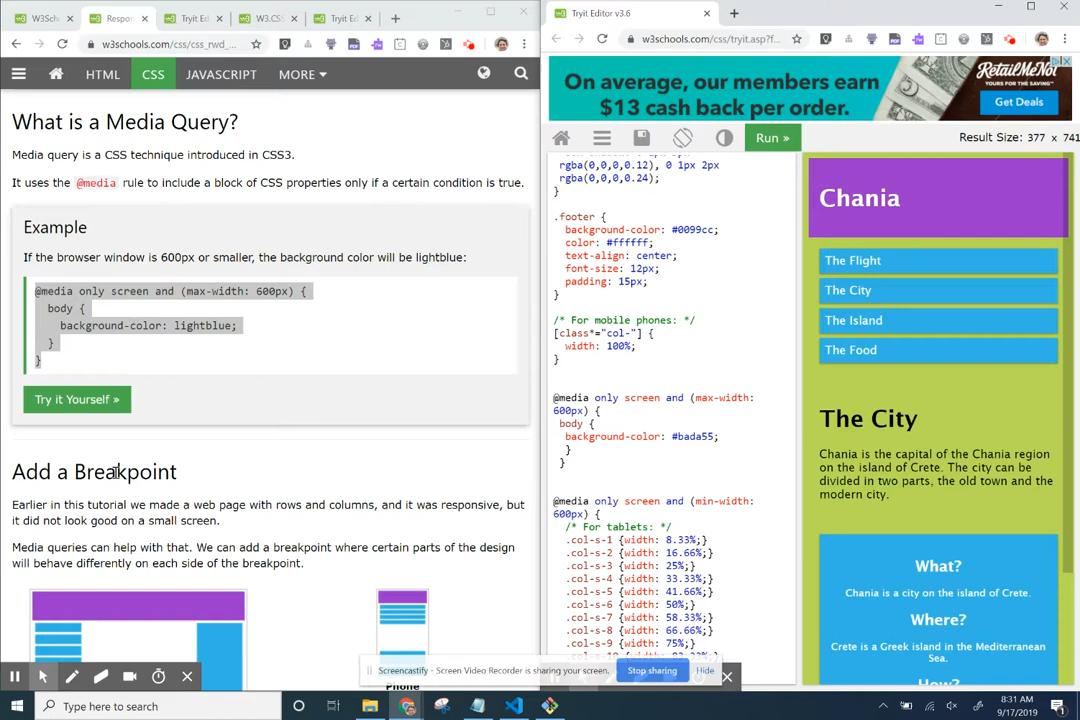 W3Sch
Respon
Tryit Ed
W3.CSS
Tryit Ed
w3schools.com/css/css_rwd_
HTML
CSS
JAVASCRIPT
MORE
What is a Media Query?
Media query is a CSS technique introduced in CSS3.
It uses the @media rule to include a block of CSS properties only if a certain condition is true.
Example
If the browser window is 600px or smaller, the background color will be lightblue:
@media only screen and (max-width: 600px) {
body {
background-color: lightblue;
}
}
Try it Yourself »
Add a Breakpoint
Earlier in this tutorial we made a web page with rows and columns, and it was responsive, but
it did not look good on a small screen.
Media queries can help with that. We can add a breakpoint where certain parts of the design
will behave differently on each side of the breakpoint.
Phone
Tryit Editor v3.6
w3schools.com/css/tryit.asp?f...
On average, our members earn
$13 cash back per order.
RetailMeNot
YOURS FOR THE SAVING™
Get Deals
Run »
Result Size: 377 x 741
rgba(0,0,0,0.12), 0 1px 2px
rgba(0,0,0,0.24);
}
.footer {
background-color: #0099cc;
color: #ffffff;
text-align: center;
font-size: 12px;
padding: 15px;
}
/* For mobile phones: */
[class*="col-"] {
width: 100%;
}
@media only screen and (max-width:
600px) {
body {
background-color: #bada55;
}
}
@media only screen and (min-width:
600px) {
/* For tablets: */
.col-s-1 {width: 8.33%;}
.col-s-2 {width: 16.66%;}
.col-s-3 {width: 25%;}
.col-s-4 {width: 33.33%;}
.col-s-5 {width: 41.66%;}
.col-s-6 {width: 50%;}
.col-s-7 {width: 58.33%;}
.col-s-8 {width: 66.66%;}
.col-s-9 {width: 75%;}
Chania
The Flight
The City
The Island
The Food
The City
Chania is the capital of the Chania region
on the island of Crete. The city can be
divided in two parts, the old town and the
modern city.
What?
Chania is a city on the island of Crete.
Where?
Crete is a Greek island in the Mediterranean
Sea.
How?
Screencastify - Screen Video Recorder is sharing your screen.
Stop sharing
Hide
Type here to search
8:31 AM
9/17/2019